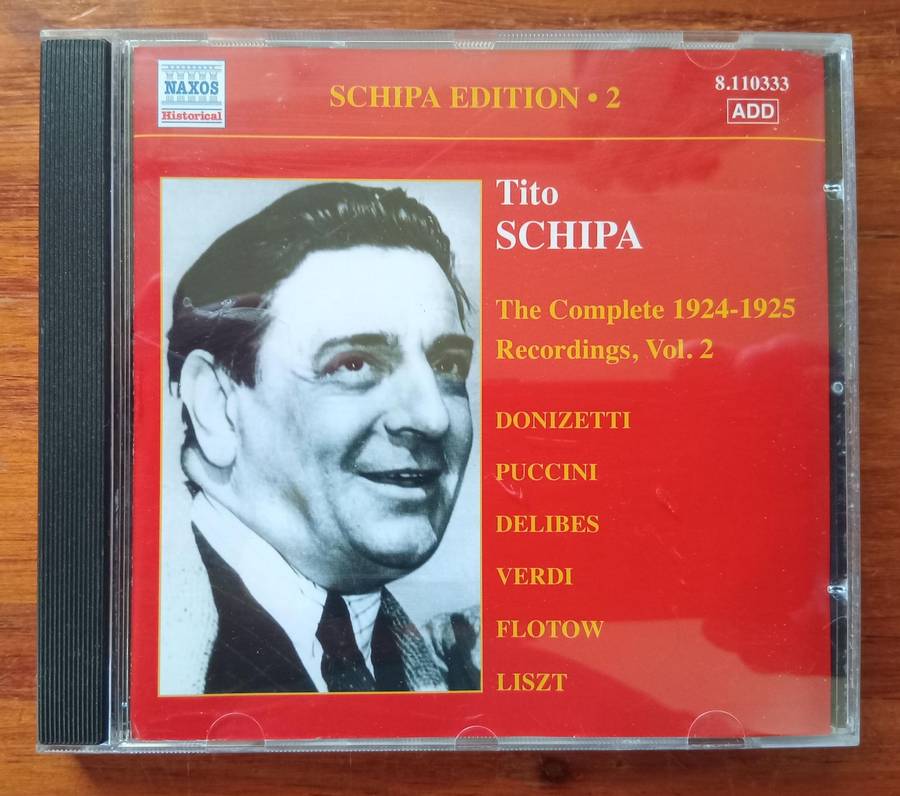 NAXOS
Historical
SCHIPA EDITION • 2
8.110333
ADD
Tito
SCHIPA
The Complete 1924-1925
Recordings, Vol. 2
DONIZETTI
PUCCINI
DELIBES
VERDI
FLOTOW
LISZT